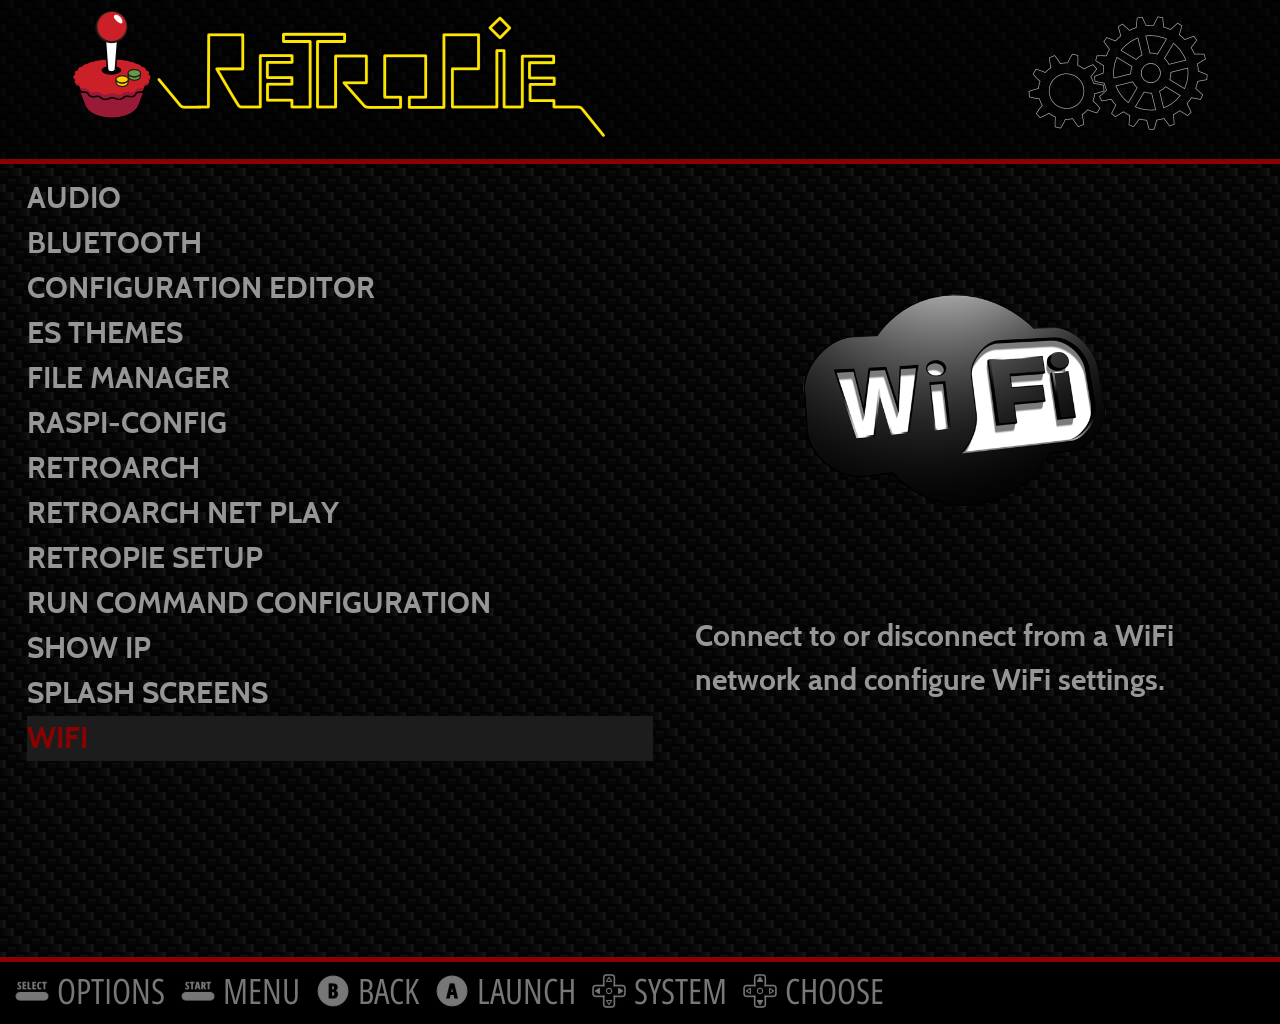 RETROPIE
AUDIO
BLUETOOTH
CONFIGURATION EDITOR
ES THEMES
FILE MANAGER
RASPI-CONFIG
RETROARCH
RETROARCH NET PLAY
RETROPIE SETUP
RUN COMMAND CONFIGURATION
SHOW IP
SPLASH SCREENS
WIFI
Wi Fi
Connect to or disconnect from a WiFi
network and configure WiFi settings.
SELECT OPTIONS START MENU B BACK A LAUNCH SYSTEM CHOOSE